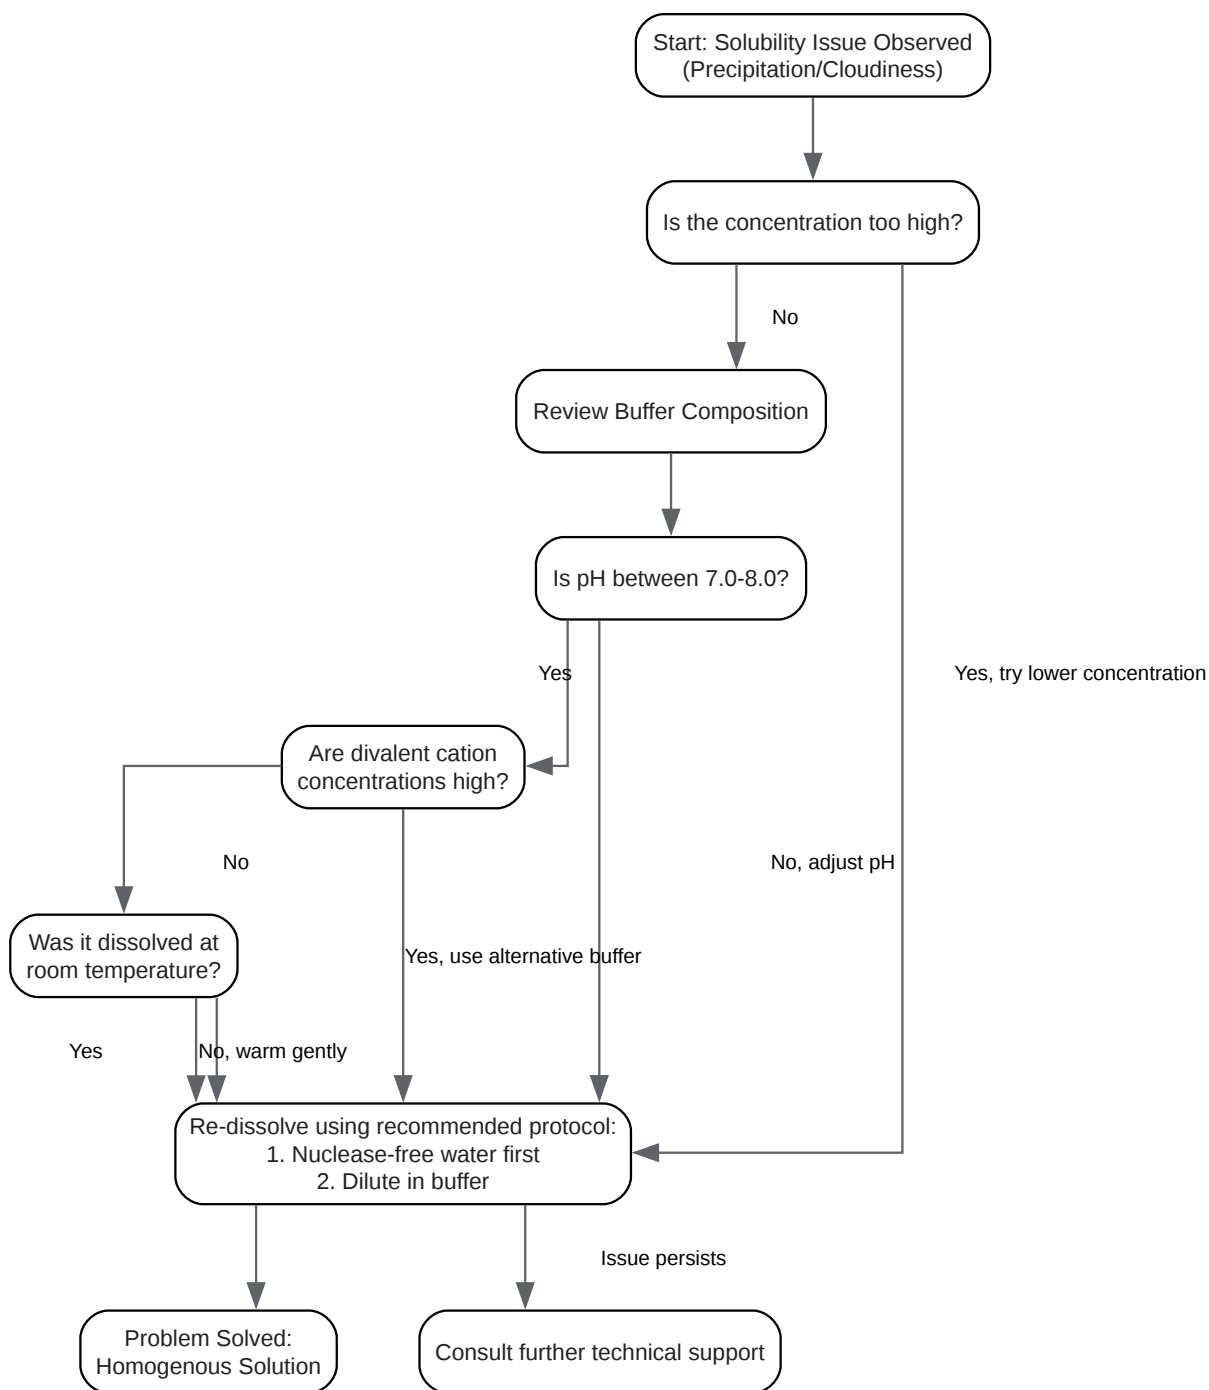 Start: Solubility Issue Observed
(Precipitation/Cloudiness)
Is the concentration too high?
No
Review Buffer Composition
Is pH between 7.0-8.0?
Yes
Yes, try lower concentration
Are divalent cation
concentrations high?
No
No, adjust pH
Was it dissolved at
room temperature?
Yes, use alternative buffer
Yes
No, warm gently
Re-dissolve using recommended protocol:
1. Nuclease-free water first
2. Dilute in buffer
Issue persists
Problem Solved:
Homogenous Solution
Consult further technical support